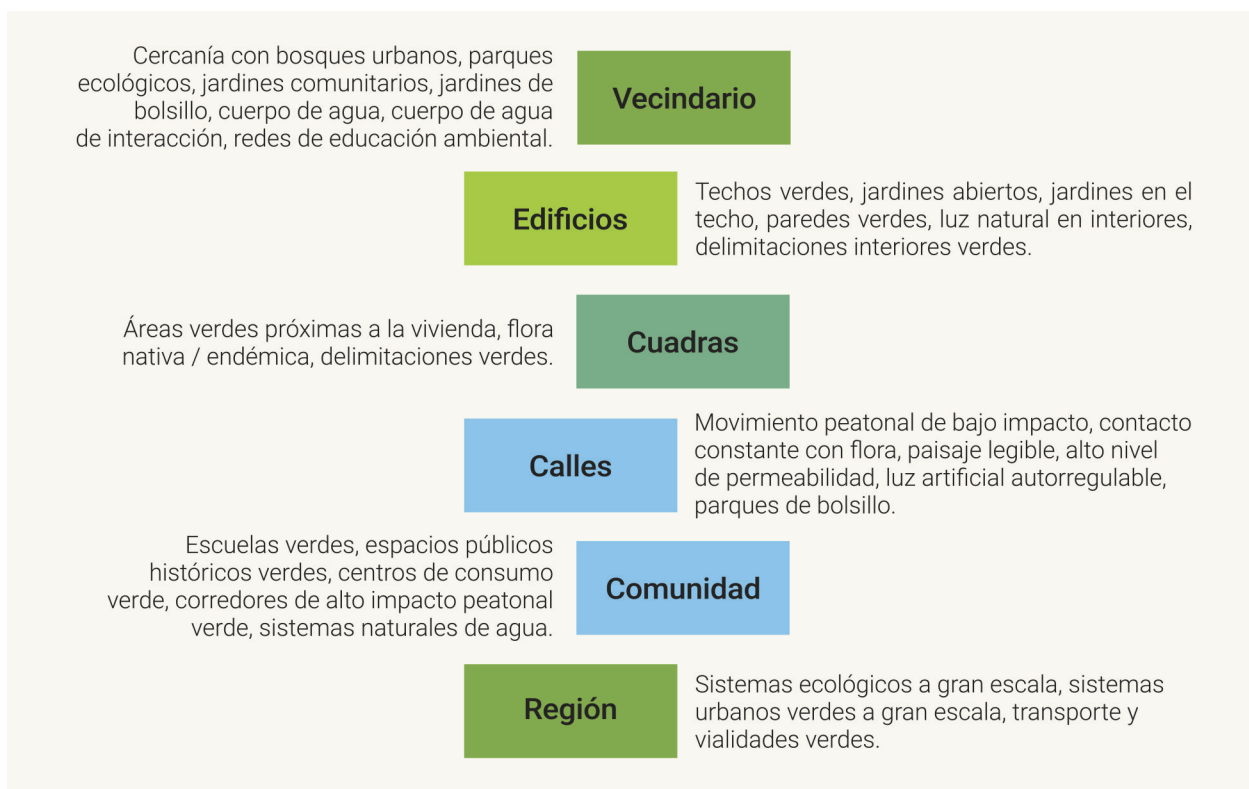 Cercanía con bosques urbanos, parques
ecológicos, jardines comunitarios, jardines de
bolsillo, cuerpo de agua, cuerpo de agua
de interacción, redes de educación ambiental.
Vecindario
Edificios
Techos verdes, jardines abiertos, jardines en el
techo, paredes verdes, luz natural en interiores,
delimitaciones interiores verdes.
Áreas verdes próximas a la vivienda, flora
nativa / endémica, delimitaciones verdes.
Cuadras
Calles
Movimiento peatonal de bajo impacto, contacto
constante con flora, paisaje legible, alto nivel
de permeabilidad, luz artificial autorregulable,
parques de bolsillo.
Escuelas verdes, espacios públicos
históricos verdes, centros de consumo
verde, corredores de alto impacto peatonal
verde, sistemas naturales de agua.
Comunidad
Región
Sistemas ecológicos a gran escala, sistemas
urbanos verdes a gran escala, transporte y
vialidades verdes.